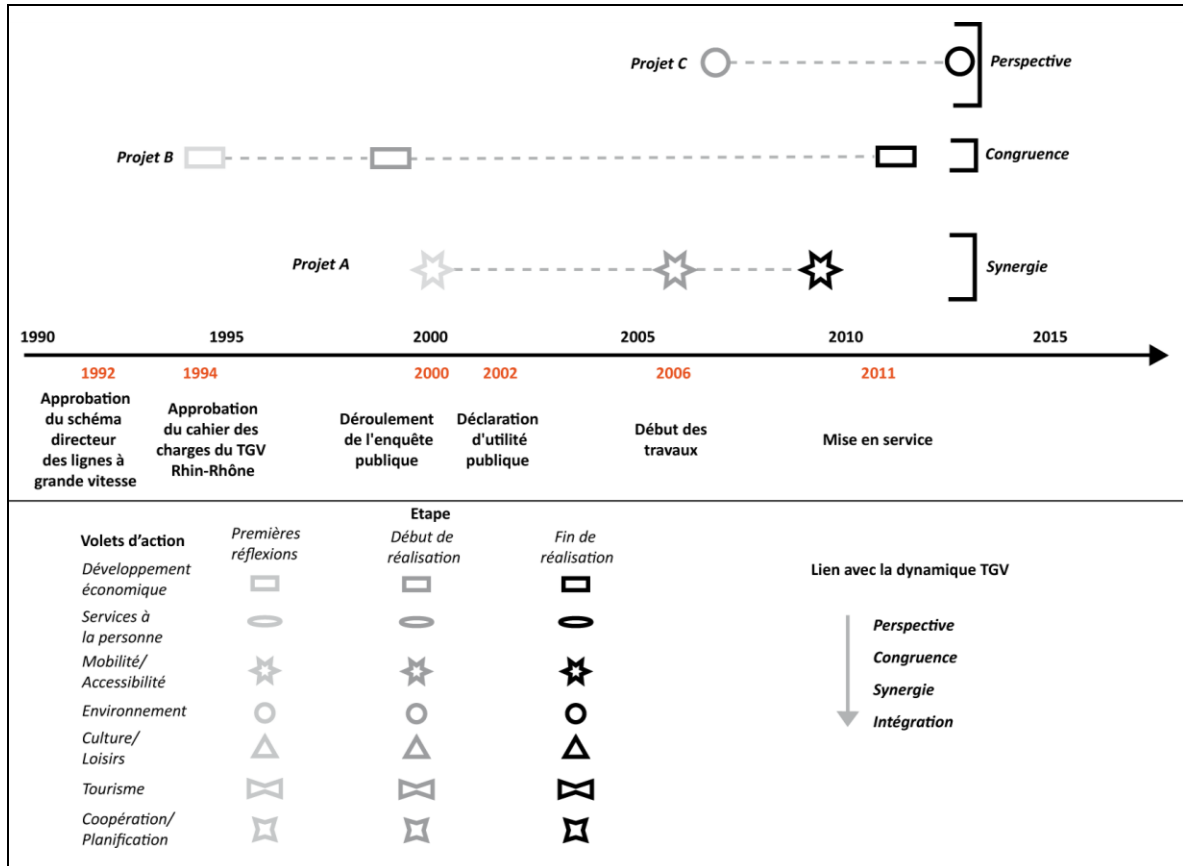 Projet C
Perspective
Projet B
Congruence
Projet A
Synergie
1990
1995
2000
2005
2010
2015
1992
1994
2000
2002
2006
2011
Approbation
du schéma
directeur
des lignes à
grande vitesse
Approbation
du cahier des
charges du TGV
Rhin-Rhône
Déroulement
de l'enquête
publique
Déclaration
d'utilité
publique
Début des
travaux
Mise en service
Etape
Volets d’action
Premières
réflexions
Début de
réalisation
Fin de
réalisation
Développement
économique
Services à
la personne
Mobilité/
Accessibilité
Environnement
Culture/
Loisirs
Tourisme
Coopération/
Planification
Lien avec la dynamique TGV
Perspective
Congruence
Synergie
Intégration